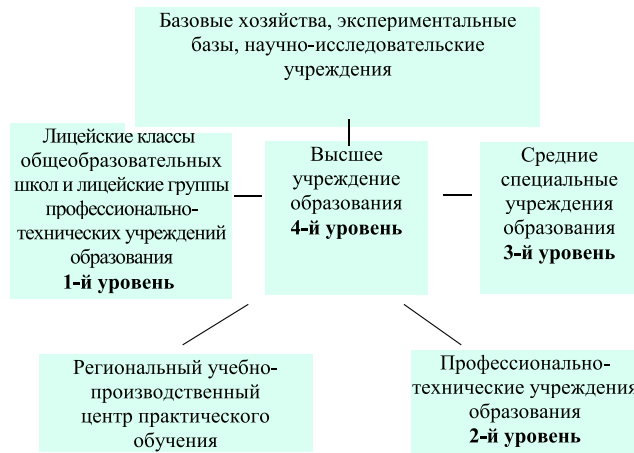 Базовые хозяйства, экспериментальные
базы, научно-исследовательские
учреждения
Лицейские классы
общеобразовательных
школ и лицейские группы
профессионально-
технических учреждений
образования
1-й уровень
Высшее
учреждение
образования
4-й уровень
Средние
специальные
учреждения
образования
3-й уровень
Региональный учебно-
производственный
центр практического
обучения
Профессионально-
технические учреждения
образования
2-й уровень